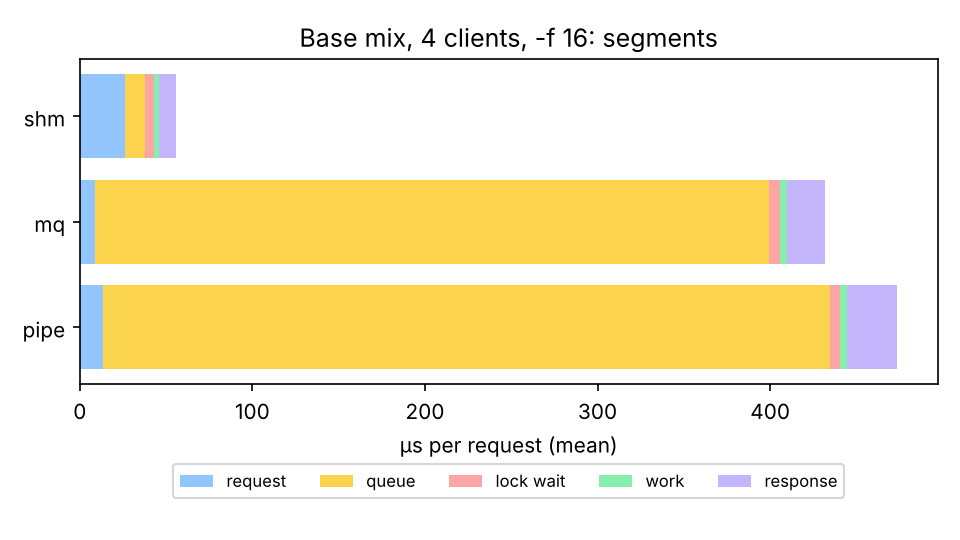 Base mix, 4 clients, -f 16: segments
shm
mq
pipe
0 100 200 300 400
µs per request (mean)
request queue lock wait work response